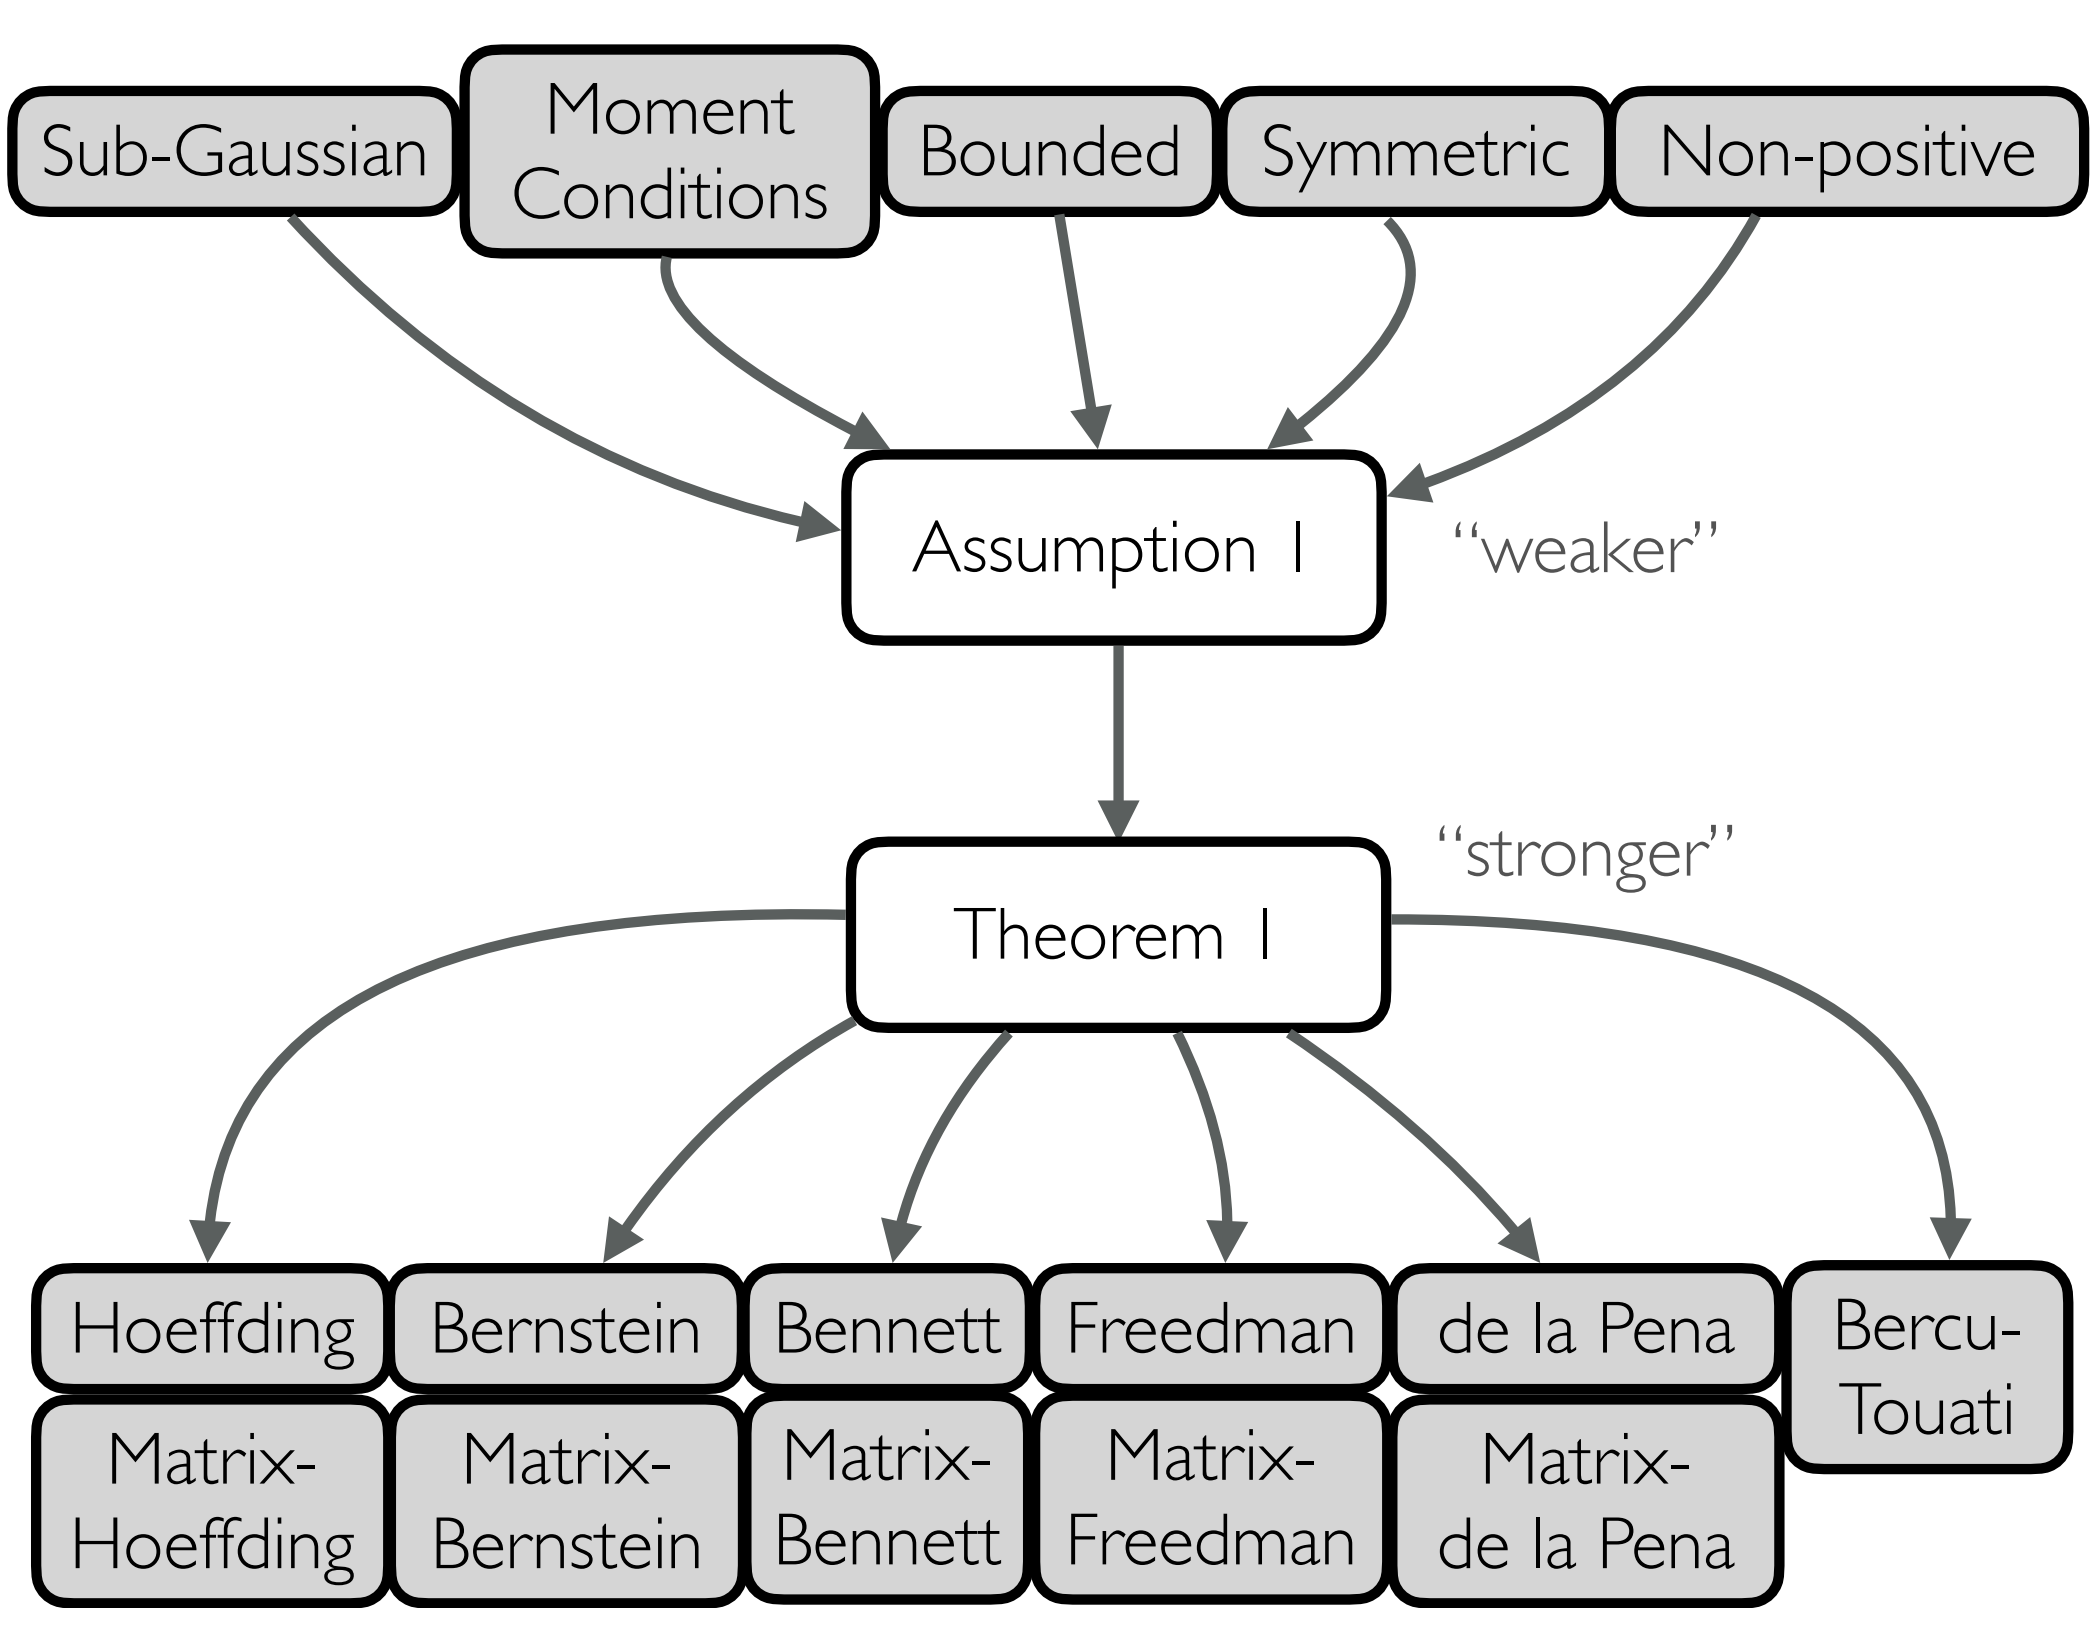 Sub-Gaussian
Moment
Conditions
Bounded
Symmetric
Non-positive
Assumption 1
“weaker”
“stronger”
Theorem 1
Hoeffding
Bernstein
Bennett
Freedman
de la Pena
Bercu-
Touati
Matrix-
Hoeffding
Matrix-
Bernstein
Matrix-
Bennett
Matrix-
Freedman
Matrix-
de la Pena